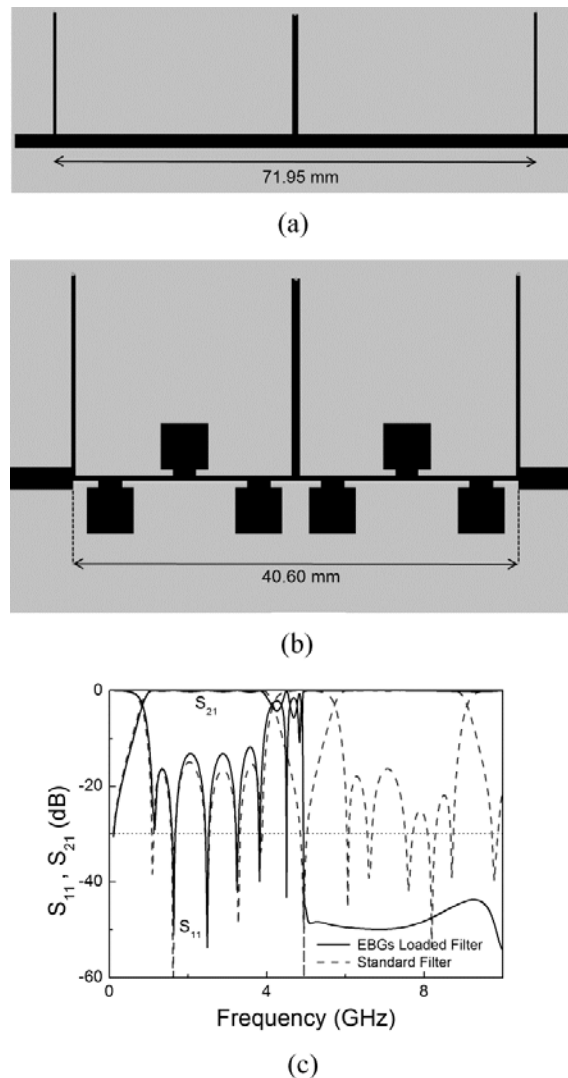 71.95 mm
(a)
40.60 mm
(b)
0
-20
-40
-60
S₁₁ , S₂₁ (dB)
S₂₁
S₁₁
EBGs Loaded Filter
Standard Filter
0 4 8
Frequency (GHz)
(c)